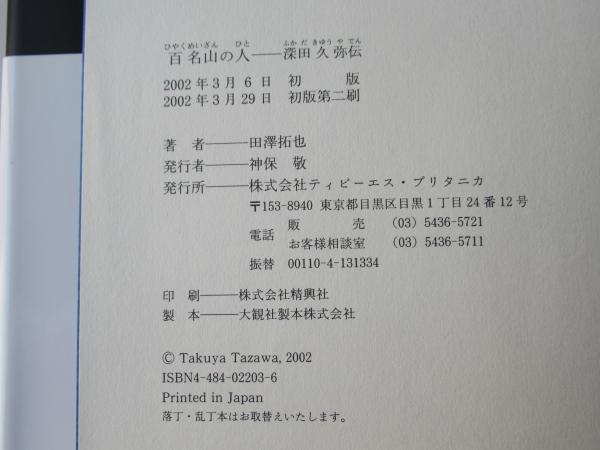 ひやくめいざん ひと ふか だ きゆう や でん
百名山の人――深田久弥伝
2002年3月 6 日 初 版
2002年3月29日 初版第二刷
著 者――田澤拓也
発行者――神保 敬
発行所――株式会社ティビーエス・ブリタニカ
〒153-8940 東京都目黒区目黒1丁目24番12号
電話
販 売 (03) 5436-5721
お客様相談室 (03) 5436-5711
振替 00110-4-131334
印 刷――株式会社精興社
製 本――大観社製本株式会社
© Takuya Tazawa, 2002
ISBN4-484-02203-6
Printed in Japan
落丁・乱丁本はお取替えいたします。